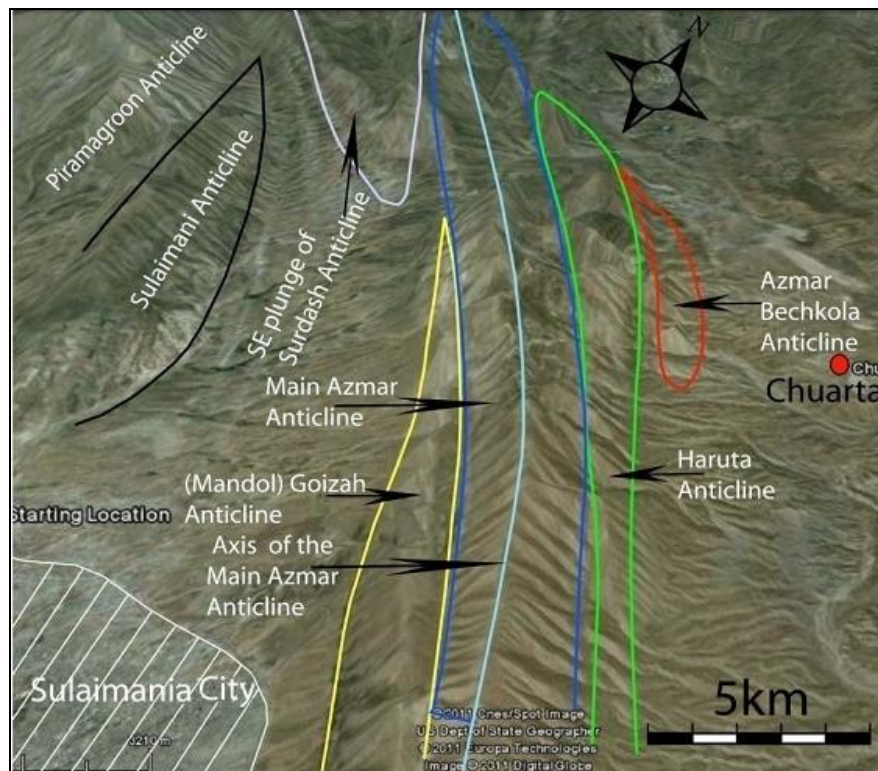 N
Piramagroon Anticline
Sulaimani Anticline
SE plunge of
Surdash Anticline
Azmar
Bechkola
Anticline
Chu
Chuarta
Main Azmar
Anticline
Haruta
Anticline
(Mandol) Goizah
Anticline
Starting Location
Axis of the
Main Azmar
Anticline
Sulaimania City
5km
©2011 Cnes/Spot Image
US Dept of State Geographer
©2011 Europa Technologies
Image ©2011 DigitalGlobe